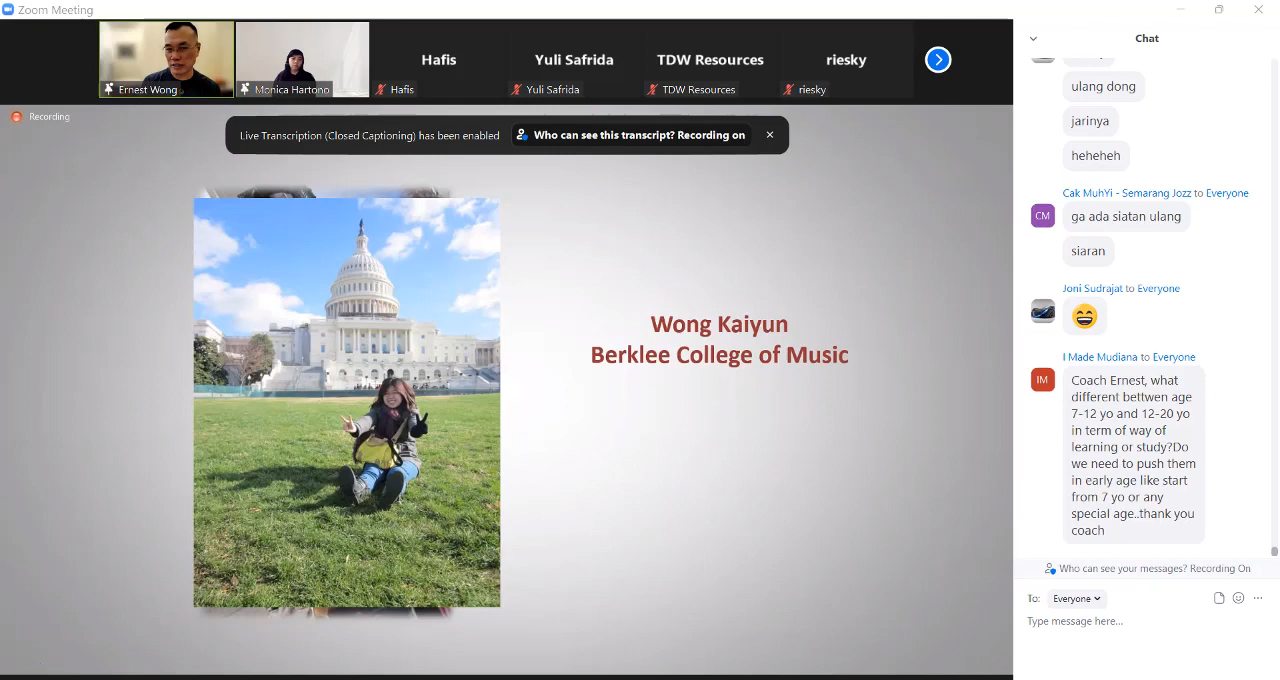 Zoom Meeting
Hafis
Yuli Safrida
TDW Resources
riesky
Ernest Wong
Monica Hartono
Hafis
Yuli Safrida
TDW Resources
riesky
Recording
Live Transcription (Closed Captioning) has been enabled
Who can see this transcript? Recording on
Wong Kaiyun
Berklee College of Music
Chat
ulang dong
jarinya
heheheh
Cak MuhYi - Semarang Jozz to Everyone
CM
ga ada siatan ulang
siaran
Joni Sudrajat to Everyone
I Made Mudiana to Everyone
IM
Coach Ernest, what
different bettwen age
7-12 yo and 12-20 yo
in term of way of
learning or study?Do
we need to push them
in early age like start
from 7 yo or any
special age..thank you
coach
Who can see your messages? Recording On
To: Everyone
Type message here...